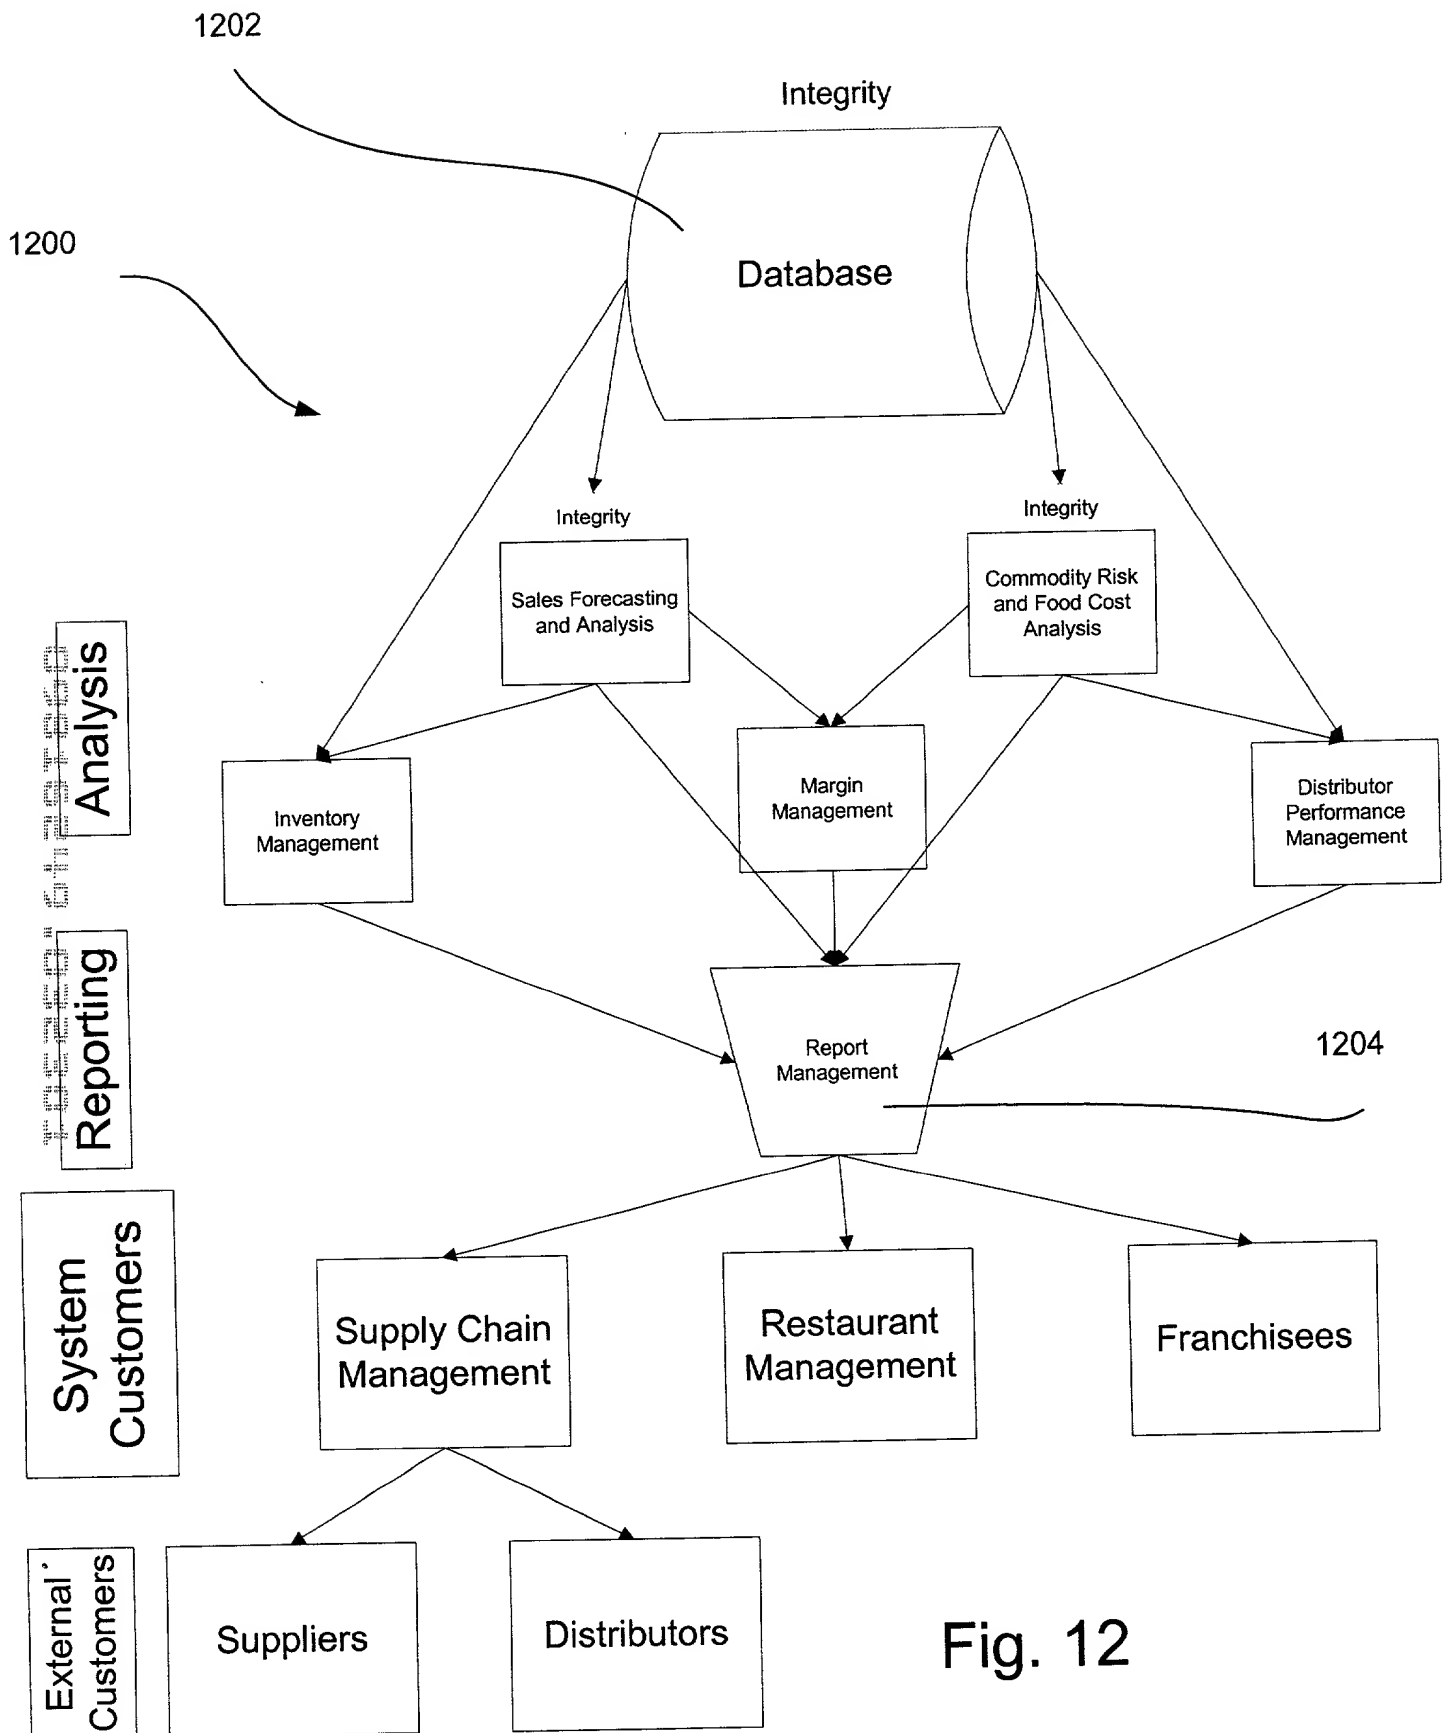 1202
Integrity
1200
Database
Integrity
Integrity
Sales Forecasting
and Analysis
Commodity Risk
and Food Cost
Analysis
Analysis
Inventory
Management
Margin
Management
Distributor
Performance
Management
Reporting
Report
Management
1204
System
Customers
Supply Chain
Management
Restaurant
Management
Franchisees
External
Customers
Suppliers
Distributors
Fig. 12